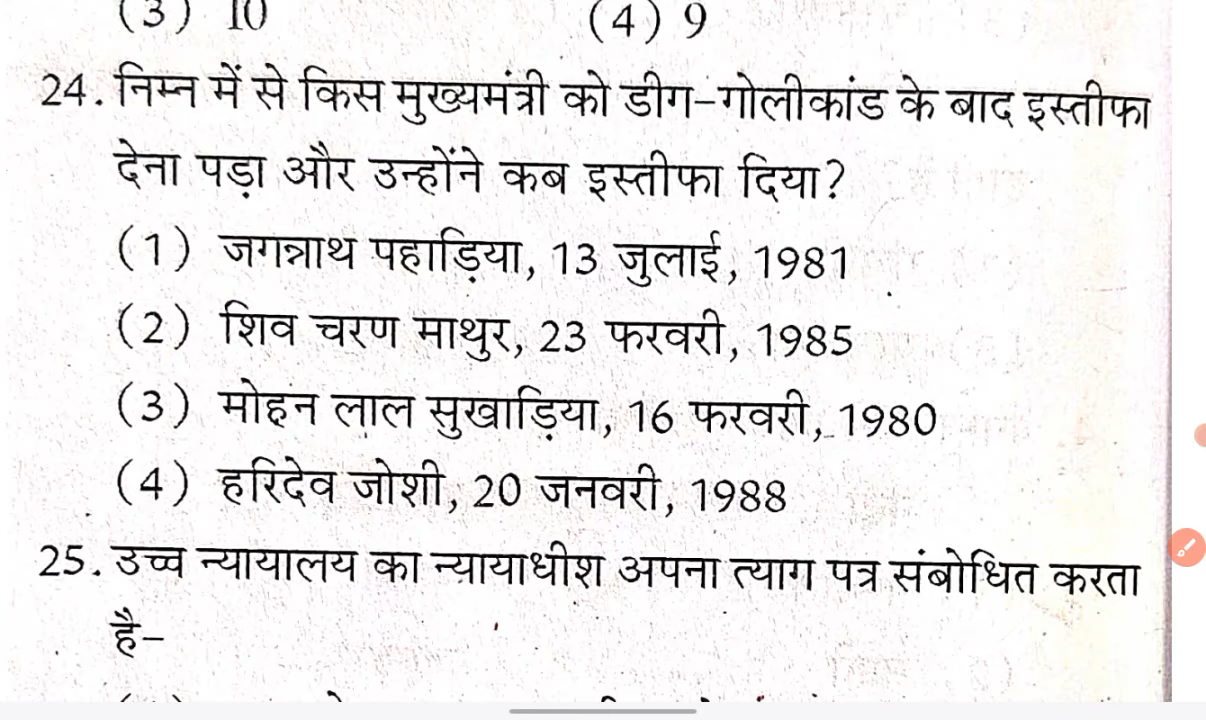 (3) 10
(4) 9
24. निम्न में से किस मुख्यमंत्री को डीग-गोलीकांड के बाद इस्तीफा
देना पड़ा और उन्होंने कब इस्तीफा दिया?
(1) जगन्नाथ पहाड़िया, 13 जुलाई, 1981
(2) शिव चरण माथुर, 23 फरवरी, 1985
(3) मोहन लाल सुखाड़िया, 16 फरवरी, 1980
(4) हरिदेव जोशी, 20 जनवरी, 1988
25. उच्च न्यायालय का न्यायाधीश अपना त्याग पत्र संबोधित करता
है-